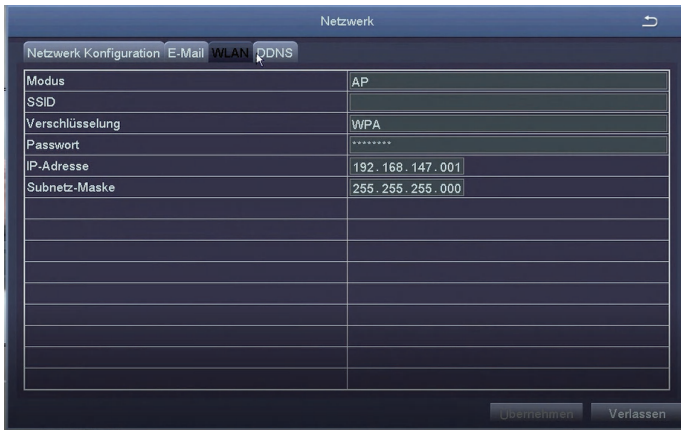 Netzwerk
Netzwerk Konfiguration E-Mail WLAN DDNS
Modus AP
SSID
Verschlüsselung WPA
Passwort ********
IP-Adresse 192.168.147.001
Subnetz-Maske 255.255.255.000
Übernehmen Verlassen